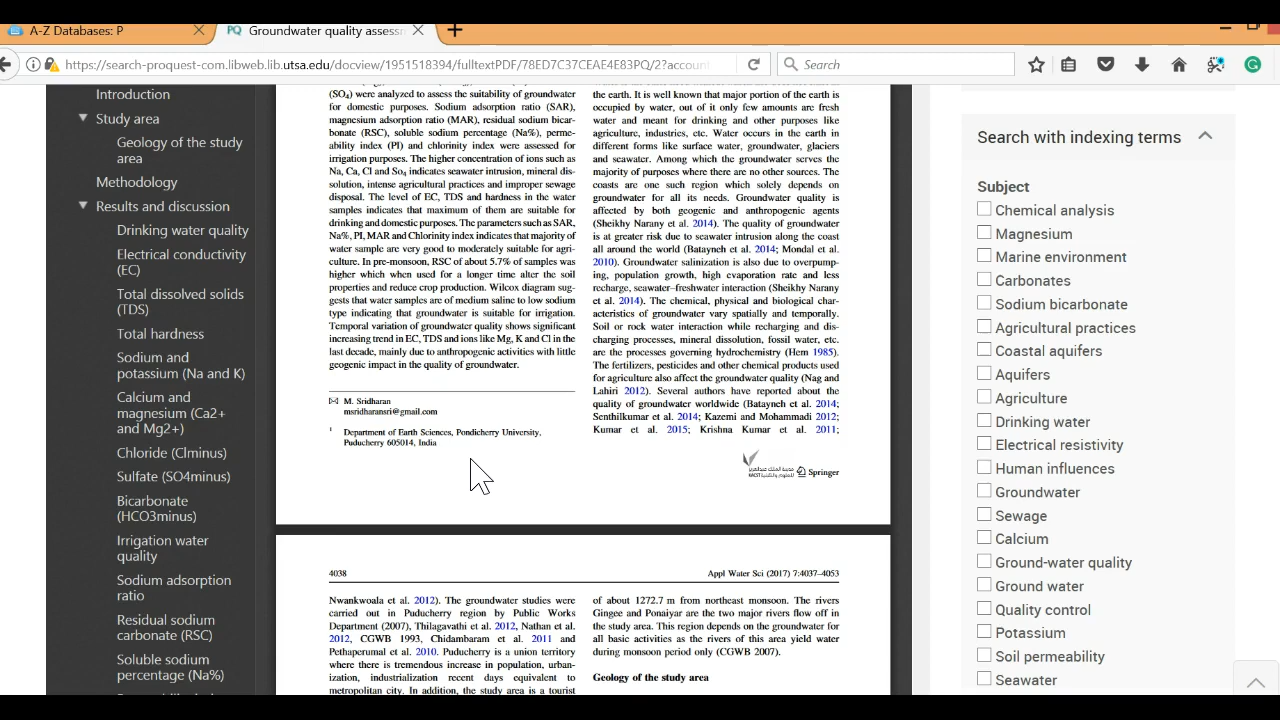 A-Z Databases: P
Groundwater quality assessm
https://search-proquest-com.libweb.lib.utsa.edu/docview/1951518394/fulltextPDF/78ED7C37CEAE4E83PQ/2?account
Search
Introduction
Study area
Geology of the study
area
Methodology
Results and discussion
Drinking water quality
Electrical conductivity
(EC)
Total dissolved solids
(TDS)
Total hardness
Sodium and
potassium (Na and K)
Calcium and
magnesium (Ca2+
and Mg2+)
Chloride (Clminus)
Sulfate (SO4minus)
Bicarbonate
(HCO3minus)
Irrigation water
quality
Sodium adsorption
ratio
Residual sodium
carbonate (RSC)
Soluble sodium
percentage (Na%)
(SO₄) were analyzed to assess the suitability of groundwater
for domestic purposes. Sodium adsorption ratio (SAR),
magnesium adsorption ratio (MAR), residual sodium bicar-
bonate (RSC), soluble sodium percentage (Na%), perme-
ability index (PI) and chlorinity index were assessed for
irrigation purposes. The higher concentration of ions such as
Na, Ca, Cl and So₄ indicates seawater intrusion, mineral dis-
solution, intense agricultural practices and improper sewage
disposal. The level of EC, TDS and hardness in the water
samples indicates that maximum of them are suitable for
drinking and domestic purposes. The parameters such as SAR,
Na%, PI, MAR and Chlorinity index indicates that majority of
water sample are very good to moderately suitable for agri-
culture. In pre-monsoon, RSC of about 5.7% of samples was
higher which when used for a longer time alter the soil
properties and reduce crop production. Wilcox diagram sug-
gests that water samples are of medium saline to low sodium
type indicating that groundwater is suitable for irrigation.
Temporal variation of groundwater quality shows significant
increasing trend in EC, TDS and ions like Mg, K and Cl in the
last decade, mainly due to anthropogenic activities with little
geogenic impact in the quality of groundwater.
M. Sridharan
msridharansri@gmail.com
1 Department of Earth Sciences, Pondicherry University,
Puducherry 605014, India
the earth. It is well known that major portion of the earth is
occupied by water, out of it only few amounts are fresh
water and meant for drinking and other purposes like
agriculture, industries, etc. Water occurs in the earth in
different forms like surface water, groundwater, glaciers
and seawater. Among which the groundwater serves the
majority of purposes where there are no other sources. The
coasts are one such region which solely depends on
groundwater for all its needs. Groundwater quality is
affected by both geogenic and anthropogenic agents
(Sheikhy Narany et al. 2014). The quality of groundwater
is at greater risk due to seawater intrusion along the coast
all around the world (Batayneh et al. 2014; Mondal et al.
2010). Groundwater salinization is also due to overpump-
ing, population growth, high evaporation rate and less
recharge, seawater–freshwater interaction (Sheikhy Narany
et al. 2014). The chemical, physical and biological char-
acteristics of groundwater vary spatially and temporally.
Soil or rock water interaction while recharging and dis-
charging processes, mineral dissolution, fossil water, etc.
are the processes governing hydrochemistry (Hem 1985).
The fertilizers, pesticides and other chemical products used
for agriculture also affect the groundwater quality (Nag and
Lahiri 2012). Several authors have reported about the
quality of groundwater worldwide (Batayneh et al. 2014;
Senthilkumar et al. 2014; Kazemi and Mohammadi 2012;
Kumar et al. 2015; Krishna Kumar et al. 2011;
KACST
Springer
4038
Appl Water Sci (2017) 7:4037–4053
Nwankwoala et al. 2012). The groundwater studies were
carried out in Puducherry region by Public Works
Department (2007), Thilagavathi et al. 2012, Nathan et al.
2012, CGWB 1993, Chidambaram et al. 2011 and
Pethaperumal et al. 2010. Puducherry is a union territory
where there is tremendous increase in population, urban-
ization, industrialization recent days equivalent to
metropolitan city. In addition, the study area is a tourist
of about 1272.7 m from northeast monsoon. The rivers
Gingee and Ponaiyar are the two major rivers flow off in
the study area. This region depends on the groundwater for
all basic activities as the rivers of this area yield water
during monsoon period only (CGWB 2007).
Geology of the study area
Search with indexing terms
Subject
Chemical analysis
Magnesium
Marine environment
Carbonates
Sodium bicarbonate
Agricultural practices
Coastal aquifers
Aquifers
Agriculture
Drinking water
Electrical resistivity
Human influences
Groundwater
Sewage
Calcium
Ground-water quality
Ground water
Quality control
Potassium
Soil permeability
Seawater